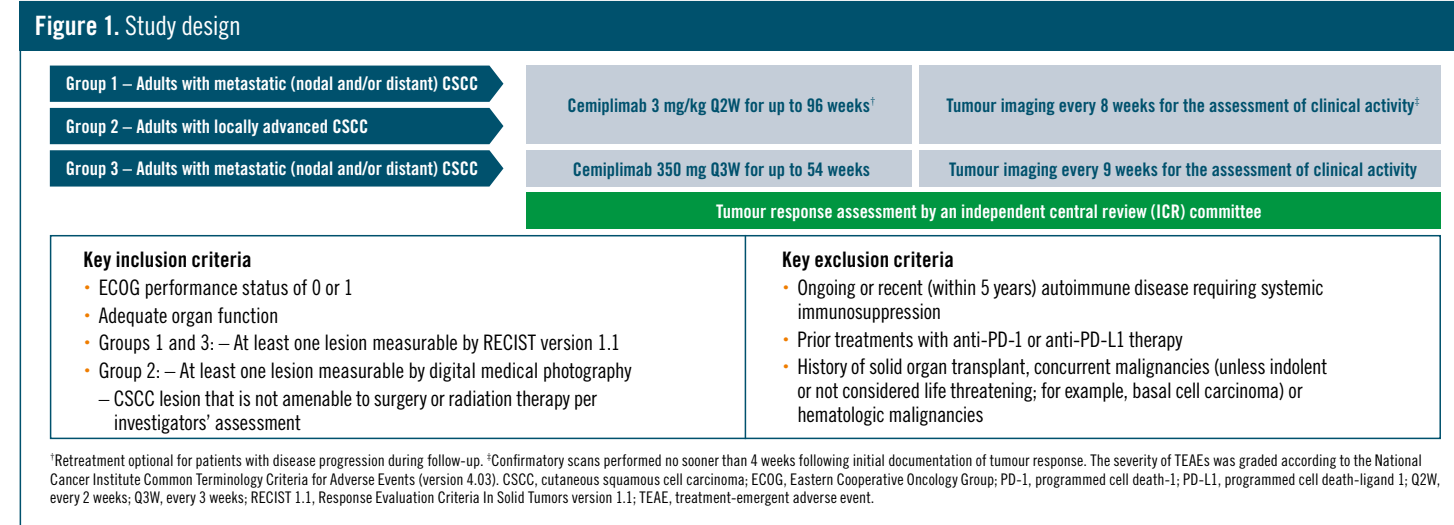 Figure 1. Study design
Group 1 – Adults with metastatic (nodal and/or distant) CSCC
Group 2 – Adults with locally advanced CSCC
Cemiplimab 3 mg/kg Q2W for up to 96 weeks†
Tumour imaging every 8 weeks for the assessment of clinical activity‡
Group 3 – Adults with metastatic (nodal and/or distant) CSCC
Cemiplimab 350 mg Q3W for up to 54 weeks
Tumour imaging every 9 weeks for the assessment of clinical activity
Tumour response assessment by an independent central review (ICR) committee
Key inclusion criteria
• ECOG performance status of 0 or 1
• Adequate organ function
• Groups 1 and 3: – At least one lesion measurable by RECIST version 1.1
• Group 2: – At least one lesion measurable by digital medical photography
– CSCC lesion that is not amenable to surgery or radiation therapy per
investigators’ assessment
Key exclusion criteria
• Ongoing or recent (within 5 years) autoimmune disease requiring systemic
immunosuppression
• Prior treatments with anti-PD-1 or anti-PD-L1 therapy
• History of solid organ transplant, concurrent malignancies (unless indolent
or not considered life threatening; for example, basal cell carcinoma) or
hematologic malignancies
†Retreatment optional for patients with disease progression during follow-up. ‡Confirmatory scans performed no sooner than 4 weeks following initial documentation of tumour response. The severity of TEAEs was graded according to the National
Cancer Institute Common Terminology Criteria for Adverse Events (version 4.03). CSCC, cutaneous squamous cell carcinoma; ECOG, Eastern Cooperative Oncology Group; PD-1, programmed cell death-1; PD-L1, programmed cell death-ligand 1; Q2W,
every 2 weeks; Q3W, every 3 weeks; RECIST 1.1, Response Evaluation Criteria In Solid Tumors version 1.1; TEAE, treatment-emergent adverse event.